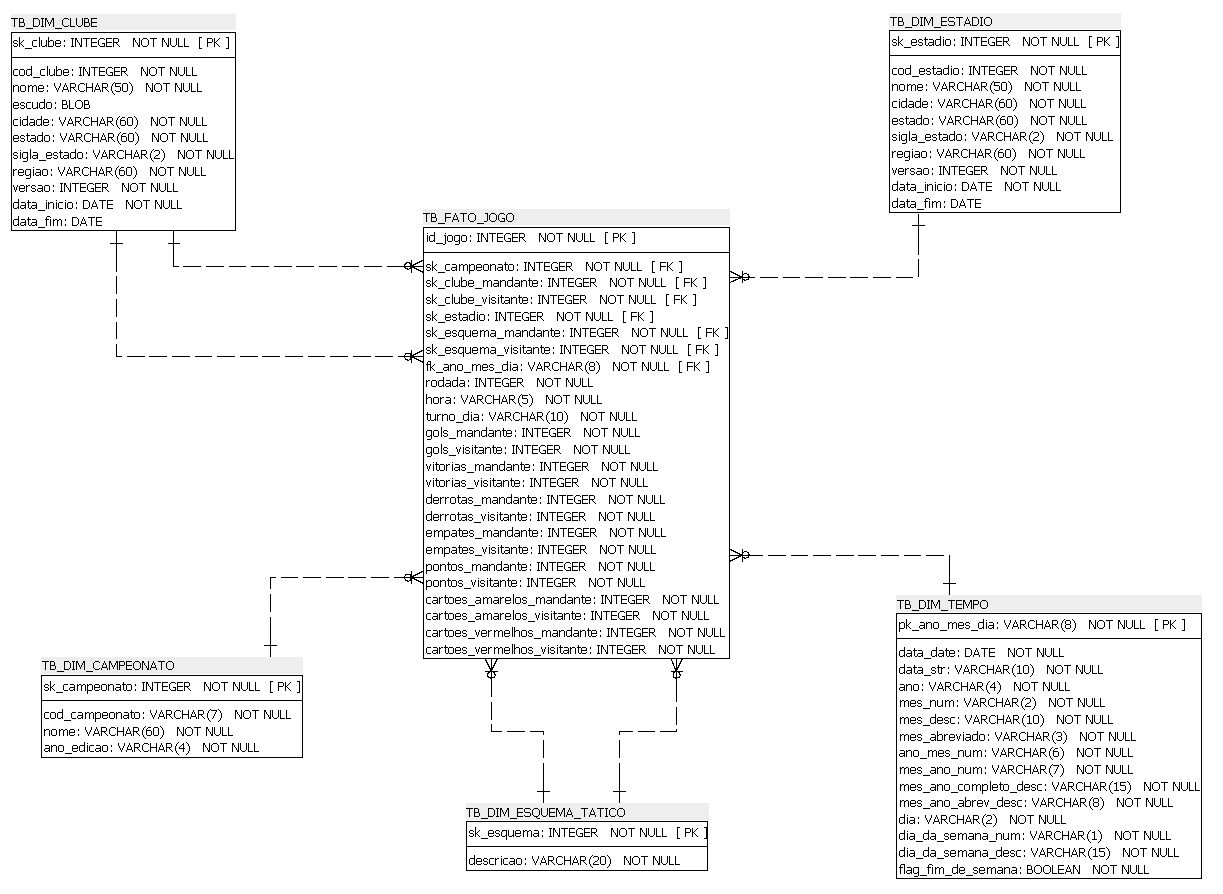 TB_DIM_CLUBE
sk_clube: INTEGER NOT NULL [ PK ]
cod_clube: INTEGER NOT NULL
nome: VARCHAR(50) NOT NULL
escudo: BLOB
cidade: VARCHAR(60) NOT NULL
estado: VARCHAR(60) NOT NULL
sigla_estado: VARCHAR(2) NOT NULL
regiao: VARCHAR(60) NOT NULL
versao: INTEGER NOT NULL
data_inicio: DATE NOT NULL
data_fim: DATE
TB_DIM_ESTADIO
sk_estadio: INTEGER NOT NULL [ PK ]
cod_estadio: INTEGER NOT NULL
nome: VARCHAR(50) NOT NULL
cidade: VARCHAR(60) NOT NULL
estado: VARCHAR(60) NOT NULL
sigla_estado: VARCHAR(2) NOT NULL
regiao: VARCHAR(60) NOT NULL
versao: INTEGER NOT NULL
data_inicio: DATE NOT NULL
data_fim: DATE
TB_FATO_JOGO
id_jogo: INTEGER NOT NULL [ PK ]
sk_campeonato: INTEGER NOT NULL [ FK ]
sk_clube_mandante: INTEGER NOT NULL [ FK ]
sk_clube_visitante: INTEGER NOT NULL [ FK ]
sk_estadio: INTEGER NOT NULL [ FK ]
sk_esquema_mandante: INTEGER NOT NULL [ FK ]
sk_esquema_visitante: INTEGER NOT NULL [ FK ]
fk_ano_mes_dia: VARCHAR(8) NOT NULL [ FK ]
rodada: INTEGER NOT NULL
hora: VARCHAR(5) NOT NULL
turno_dia: VARCHAR(10) NOT NULL
gols_mandante: INTEGER NOT NULL
gols_visitante: INTEGER NOT NULL
vitorias_mandante: INTEGER NOT NULL
vitorias_visitante: INTEGER NOT NULL
derrotas_mandante: INTEGER NOT NULL
derrotas_visitante: INTEGER NOT NULL
empates_mandante: INTEGER NOT NULL
empates_visitante: INTEGER NOT NULL
pontos_mandante: INTEGER NOT NULL
pontos_visitante: INTEGER NOT NULL
cartoes_amarelos_mandante: INTEGER NOT NULL
cartoes_amarelos_visitante: INTEGER NOT NULL
cartoes_vermelhos_mandante: INTEGER NOT NULL
cartoes_vermelhos_visitante: INTEGER NOT NULL
TB_DIM_CAMPEONATO
sk_campeonato: INTEGER NOT NULL [ PK ]
cod_campeonato: VARCHAR(7) NOT NULL
nome: VARCHAR(60) NOT NULL
ano_edicao: VARCHAR(4) NOT NULL
TB_DIM_ESQUEMA_TATICO
sk_esquema: INTEGER NOT NULL [ PK ]
descricao: VARCHAR(20) NOT NULL
TB_DIM_TEMPO
pk_ano_mes_dia: VARCHAR(8) NOT NULL [ PK ]
data_date: DATE NOT NULL
data_str: VARCHAR(10) NOT NULL
ano: VARCHAR(4) NOT NULL
mes_num: VARCHAR(2) NOT NULL
mes_desc: VARCHAR(10) NOT NULL
mes_abreviado: VARCHAR(3) NOT NULL
ano_mes_num: VARCHAR(6) NOT NULL
mes_ano_num: VARCHAR(7) NOT NULL
mes_ano_completo_desc: VARCHAR(15) NOT NULL
mes_ano_abrev_desc: VARCHAR(8) NOT NULL
dia: VARCHAR(2) NOT NULL
dia_da_semana_num: VARCHAR(1) NOT NULL
dia_da_semana_desc: VARCHAR(15) NOT NULL
flag_fim_de_semana: BOOLEAN NOT NULL